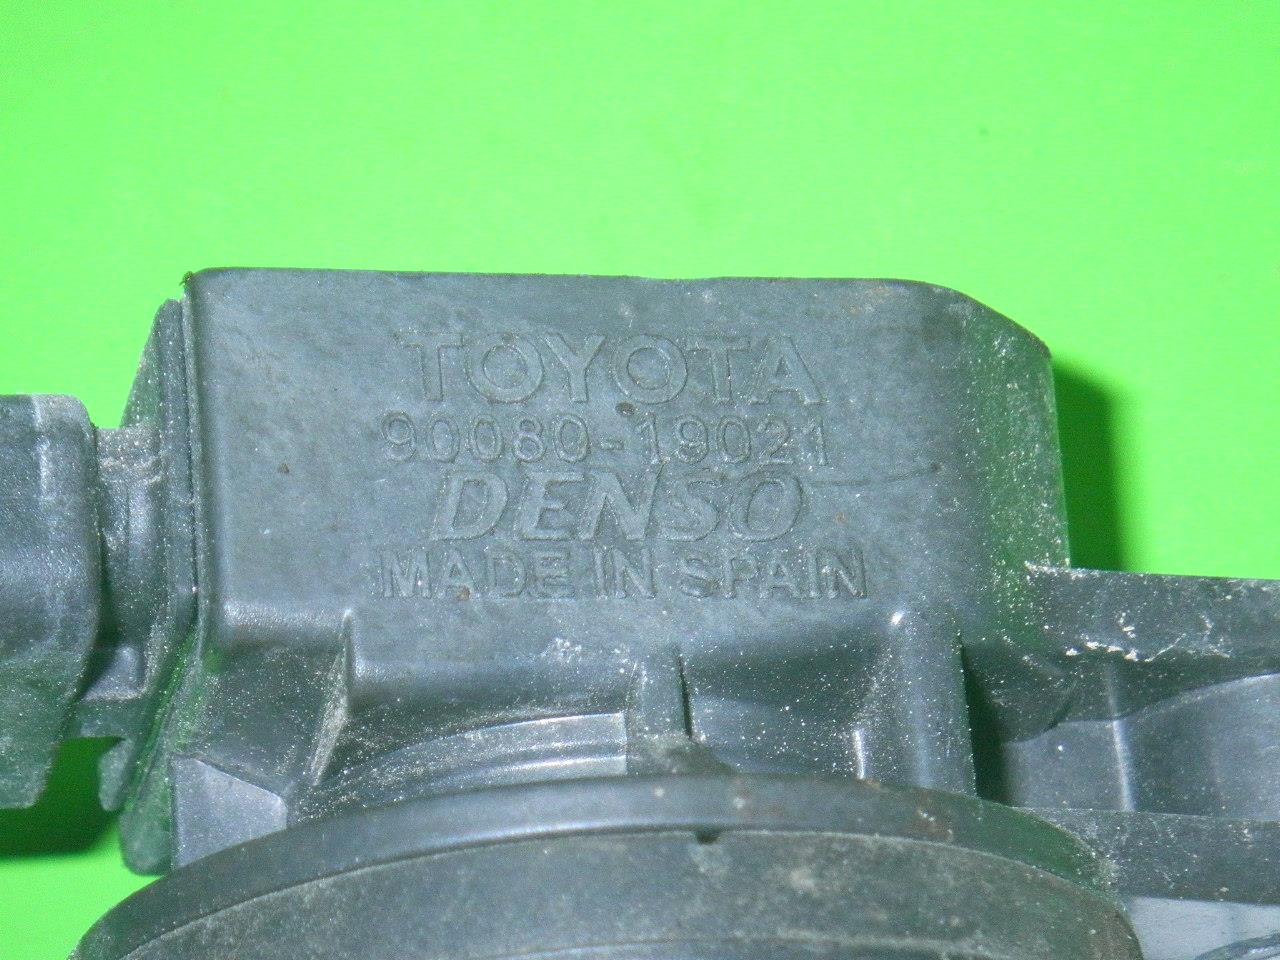 TOYOTA
90080-19021
DENSO
MADE IN SPAIN